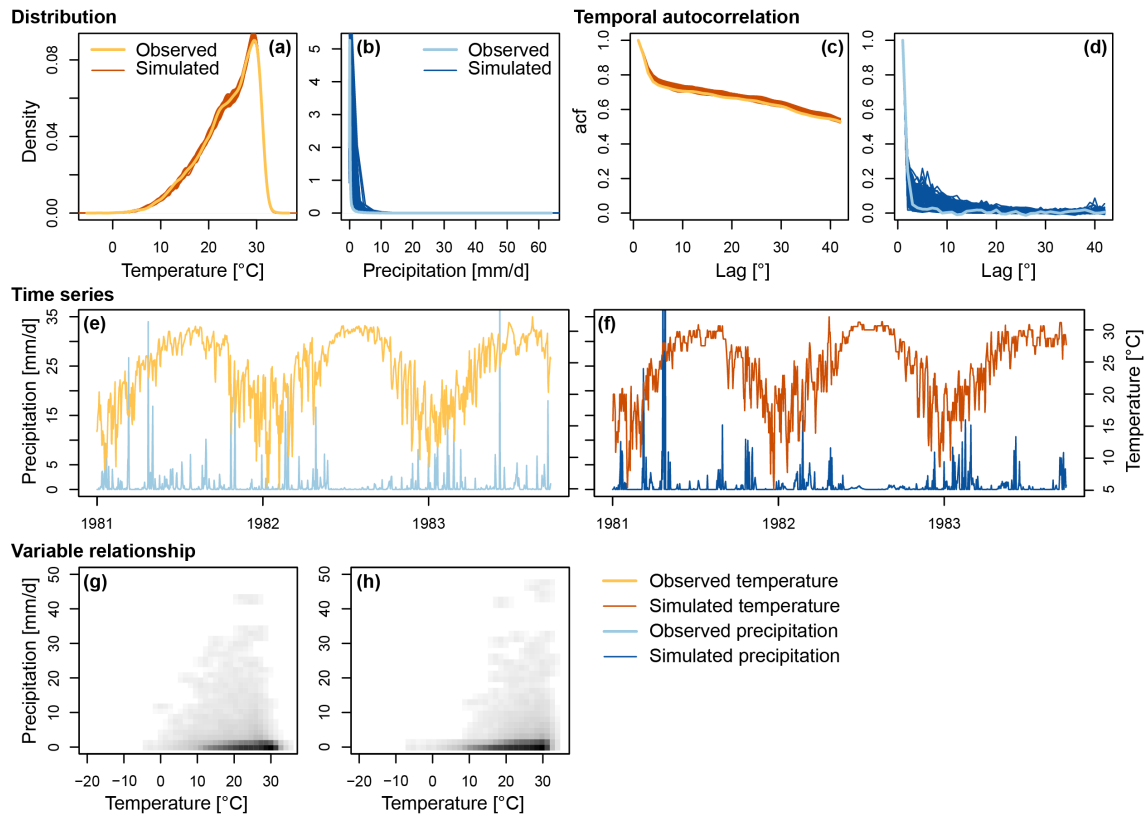 Distribution
Temporal autocorrelation
(a)
Observed
Simulated
Density
0.00
0.04
0.08
0
10
20
30
Temperature [°C]
(b)
Observed
Simulated
0
1
2
3
4
5
0
10
20
30
40
50
60
Precipitation [mm/d]
(c)
acf
0.0
0.2
0.4
0.6
0.8
1.0
0
10
20
30
40
Lag [°]
(d)
0.0
0.2
0.4
0.6
0.8
1.0
0
10
20
30
40
Lag [°]
Time series
(e)
Precipitation [mm/d]
0
5
15
25
35
1981
1982
1983
(f)
5
10
15
20
25
30
Temperature [°C]
1981
1982
1983
Variable relationship
(g)
Precipitation [mm/d]
0
10
20
30
40
50
−20
−10
0
10
20
30
Temperature [°C]
(h)
0
10
20
30
40
50
−20
−10
0
10
20
30
Temperature [°C]
Observed temperature
Simulated temperature
Observed precipitation
Simulated precipitation